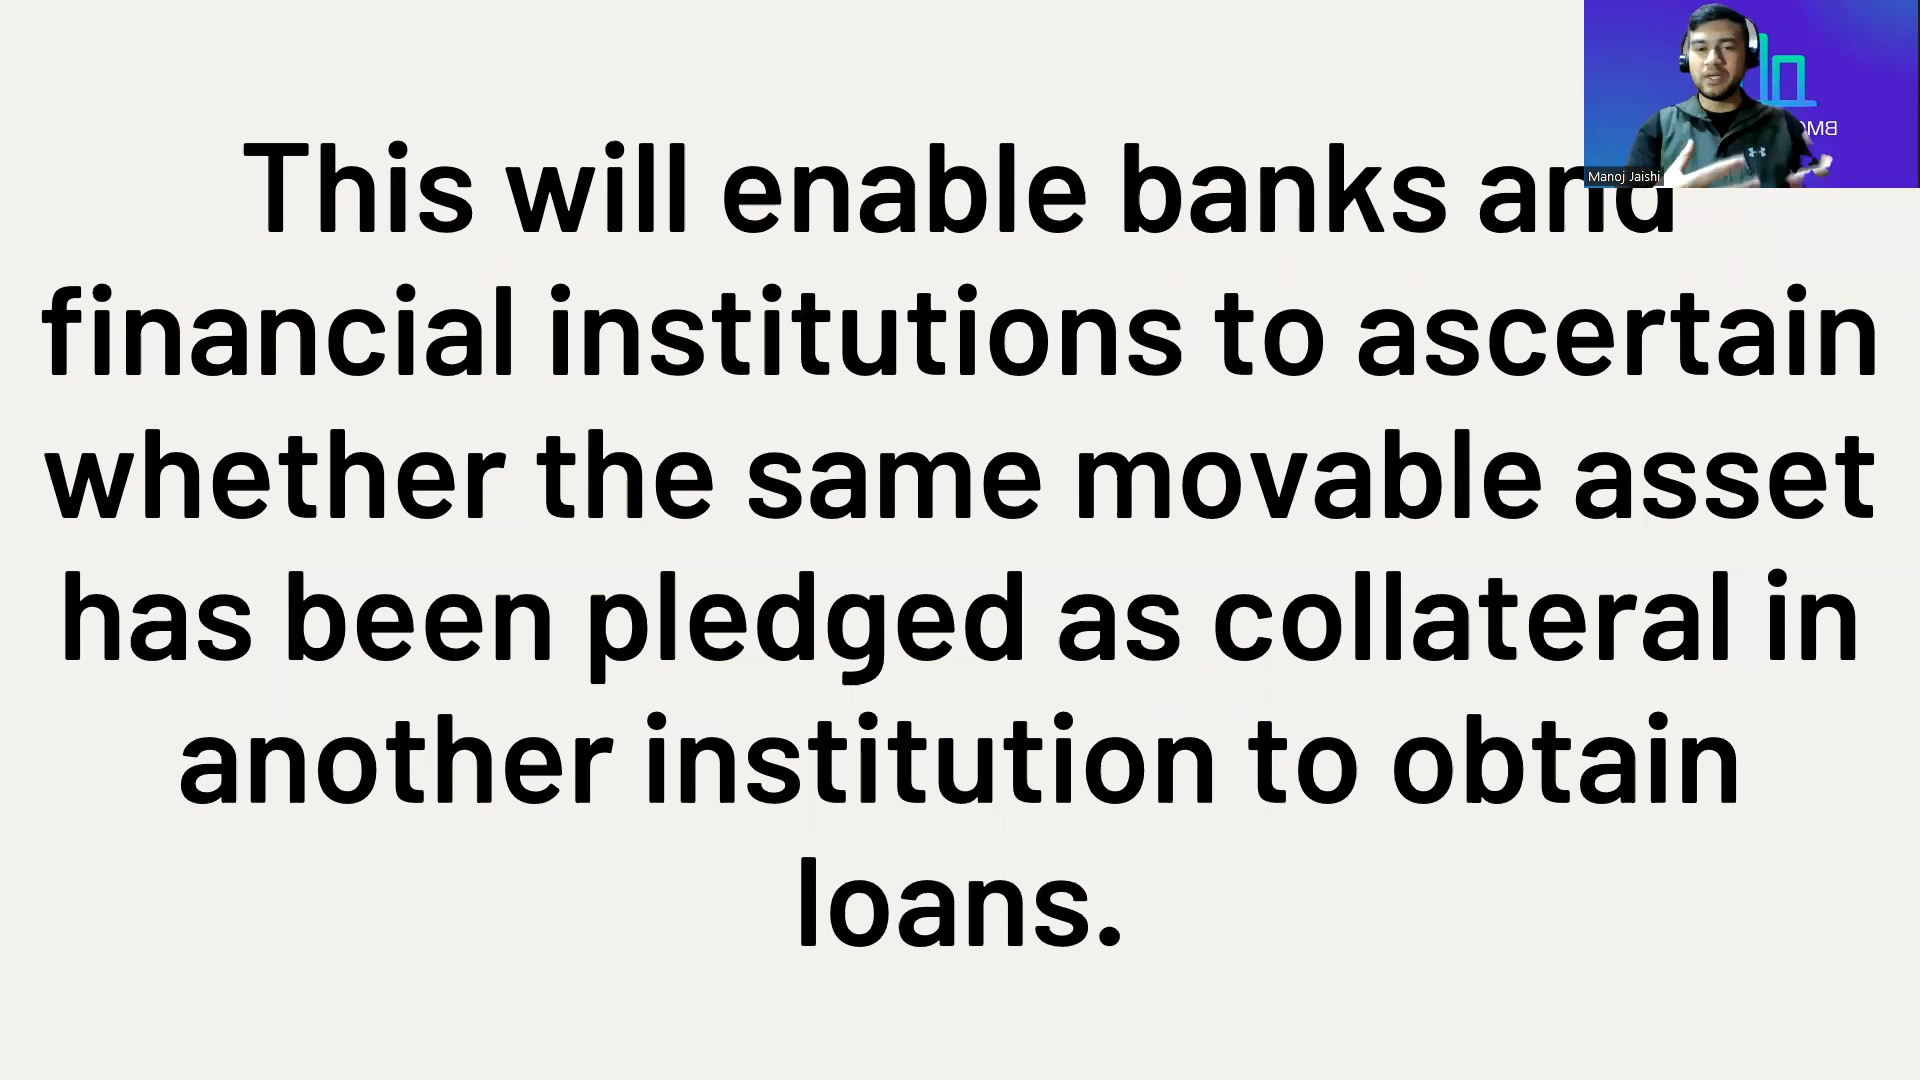 This will enable banks and
financial institutions to ascertain
whether the same movable asset
has been pledged as collateral in
another institution to obtain
loans.
Manoj Jaishi